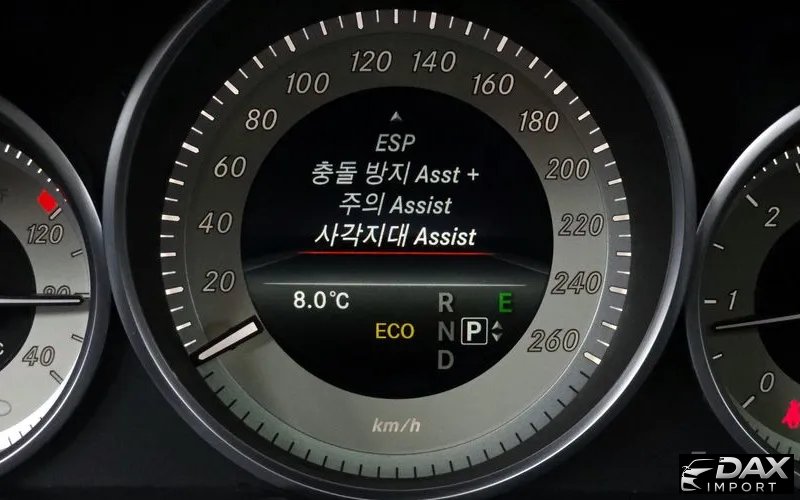 120
80
40
°C
20
40
60
80
100
120
140
160
180
200
220
240
260
ESP
충돌 방지 Asst +
주의 Assist
사각지대 Assist
8.0°C
R E
ECO N P
D
km/h
2
1
0
DAX
IMPORT